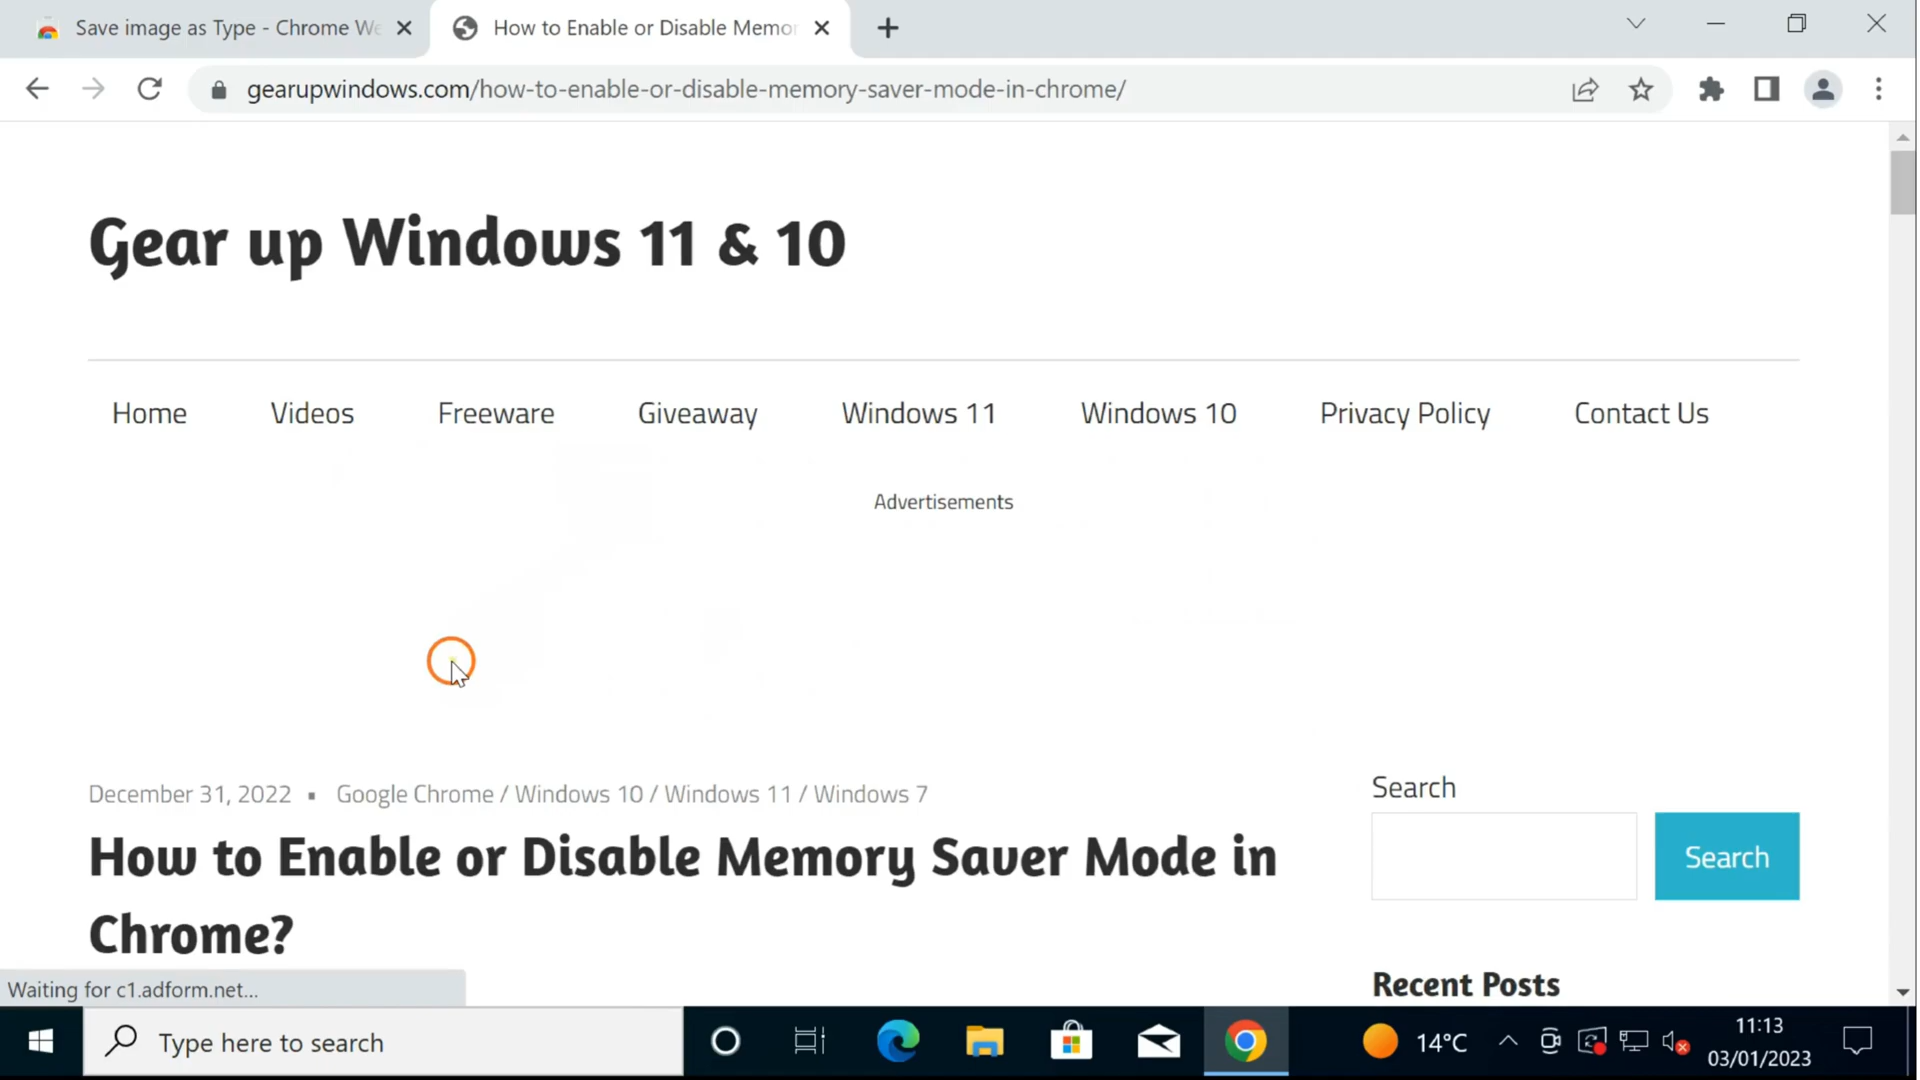 Save image as Type - Chrome We
How to Enable or Disable Memor
gearupwindows.com/how-to-enable-or-disable-memory-saver-mode-in-chrome/
Gear up Windows 11 & 10
Home Videos Freeware Giveaway Windows 11 Windows 10 Privacy Policy Contact Us
Advertisements
December 31, 2022 ▪ Google Chrome / Windows 10 / Windows 11 / Windows 7
How to Enable or Disable Memory Saver Mode in
Chrome?
Search
Search
Recent Posts
Waiting for c1.adform.net...
Type here to search
14°C
11:13
03/01/2023